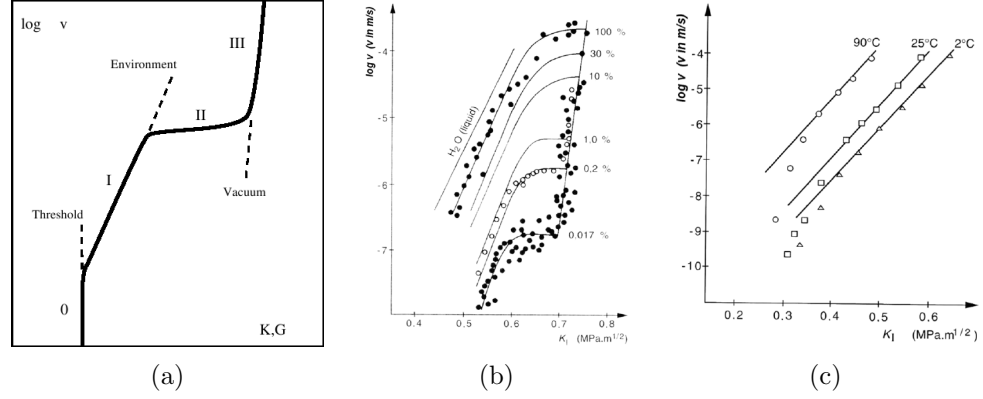 log v
III
Environment
II
I
Vacuum
Threshold
0
K,G
(a)
log v (v in m/s)
-4
-5
-6
-7
H2O (liquid)
100 %
30 %
10 %
1.0 %
0.2 %
0.017 %
0.4 0.5 0.6 0.7 0.8
KI (MPa.m1/2)
(b)
log v (v in m/s)
-4
-5
-6
-7
-8
-9
-10
90°C 25°C 2°C
0.2 0.3 0.4 0.5 0.6
KI (MPa.m1/2)
(c)